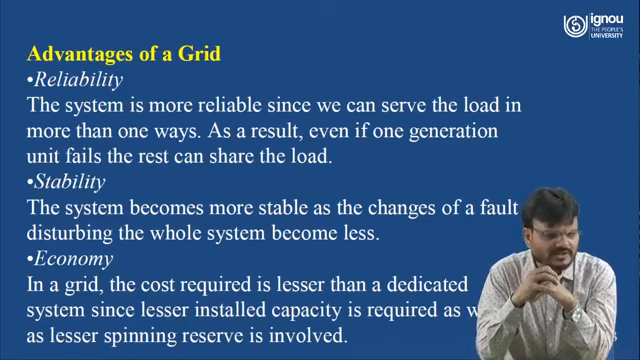 ignou
THE PEOPLE'S
UNIVERSITY
Advantages of a Grid
•Reliability
The system is more reliable since we can serve the load in
more than one ways. As a result, even if one generation
unit fails the rest can share the load.
•Stability
The system becomes more stable as the changes of a fault
disturbing the whole system become less.
•Economy
In a grid, the cost required is lesser than a dedicated
system since lesser installed capacity is required as
as lesser spinning reserve is involved.